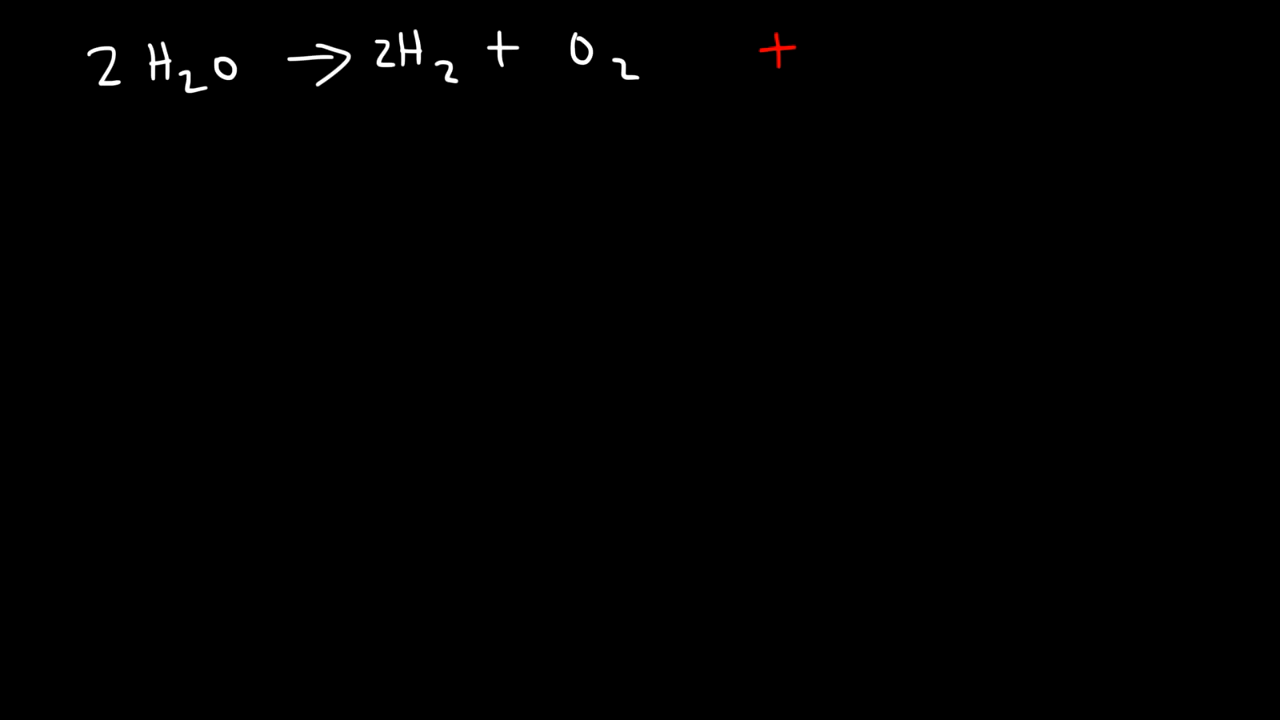 2 H₂O → 2H₂ + O₂ +